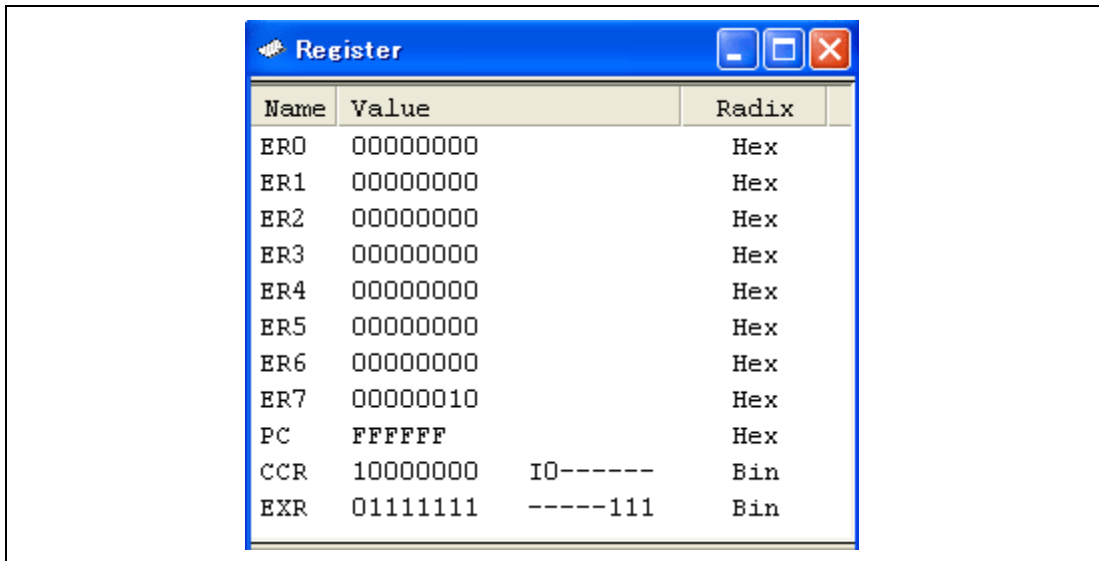 Register
Name Value Radix
ER0 00000000 Hex
ER1 00000000 Hex
ER2 00000000 Hex
ER3 00000000 Hex
ER4 00000000 Hex
ER5 00000000 Hex
ER6 00000000 Hex
ER7 00000010 Hex
PC FFFFFF Hex
CCR 10000000 I0------ Bin
EXR 01111111 -----111 Bin